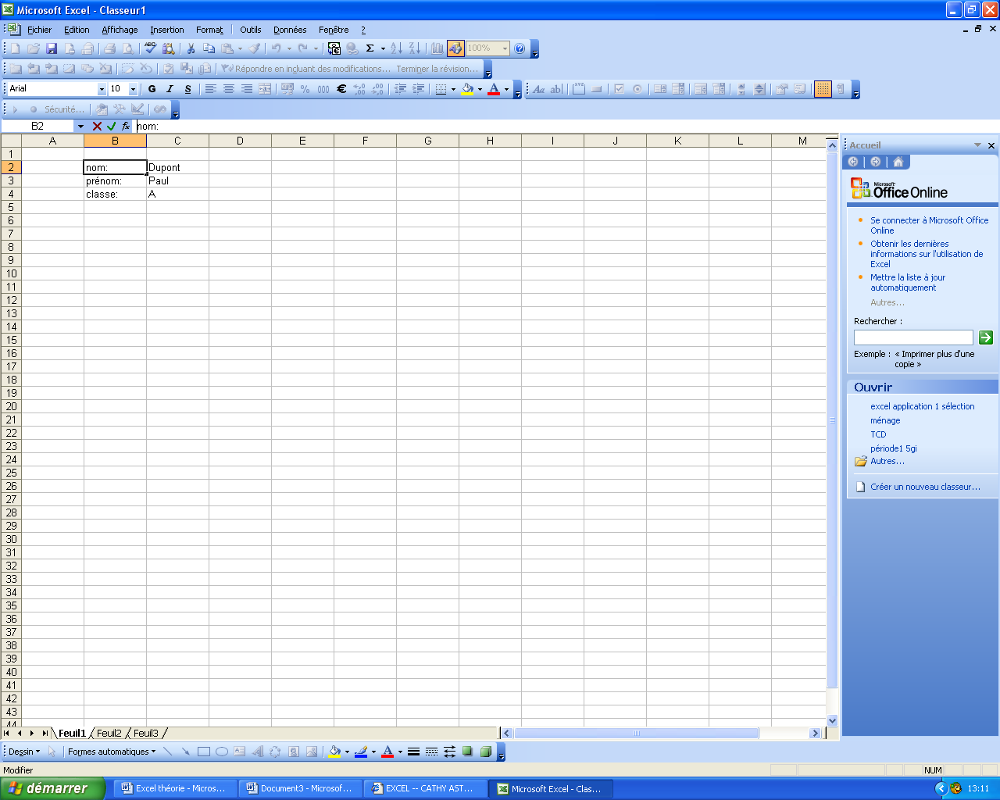 Microsoft Excel - Classeur1
Fichier Edition Affichage Insertion Format Outils Données Fenêtre ?
100%
Répondre en incluant des modifications... Terminer la révision...
Arial 10 G I S % 000 €
Sécurité...
B2 fx nom:
A B C D E F G H I J K L M
1
2 nom: Dupont
3 prénom: Paul
4 classe: A
5
6
7
8
9
10
11
12
13
14
15
16
17
18
19
20
21
22
23
24
25
26
27
28
29
30
31
32
33
34
35
36
37
38
39
40
41
42
43
44
Accueil
Microsoft
Office Online
Se connecter à Microsoft Office
Online
Obtenir les dernières
informations sur l'utilisation de
Excel
Mettre la liste à jour
automatiquement
Autres...
Rechercher :
Exemple : « Imprimer plus d'une
copie »
Ouvrir
excel application 1 sélection
ménage
TCD
période1 5gi
Autres...
Créer un nouveau classeur...
Feuil1 Feuil2 Feuil3
Dessin Formes automatiques
Modifier NUM
démarrer Excel théorie - Micros... Document3 - Microsof... EXCEL -- CATHY AST... Microsoft Excel - Clas... 13:11